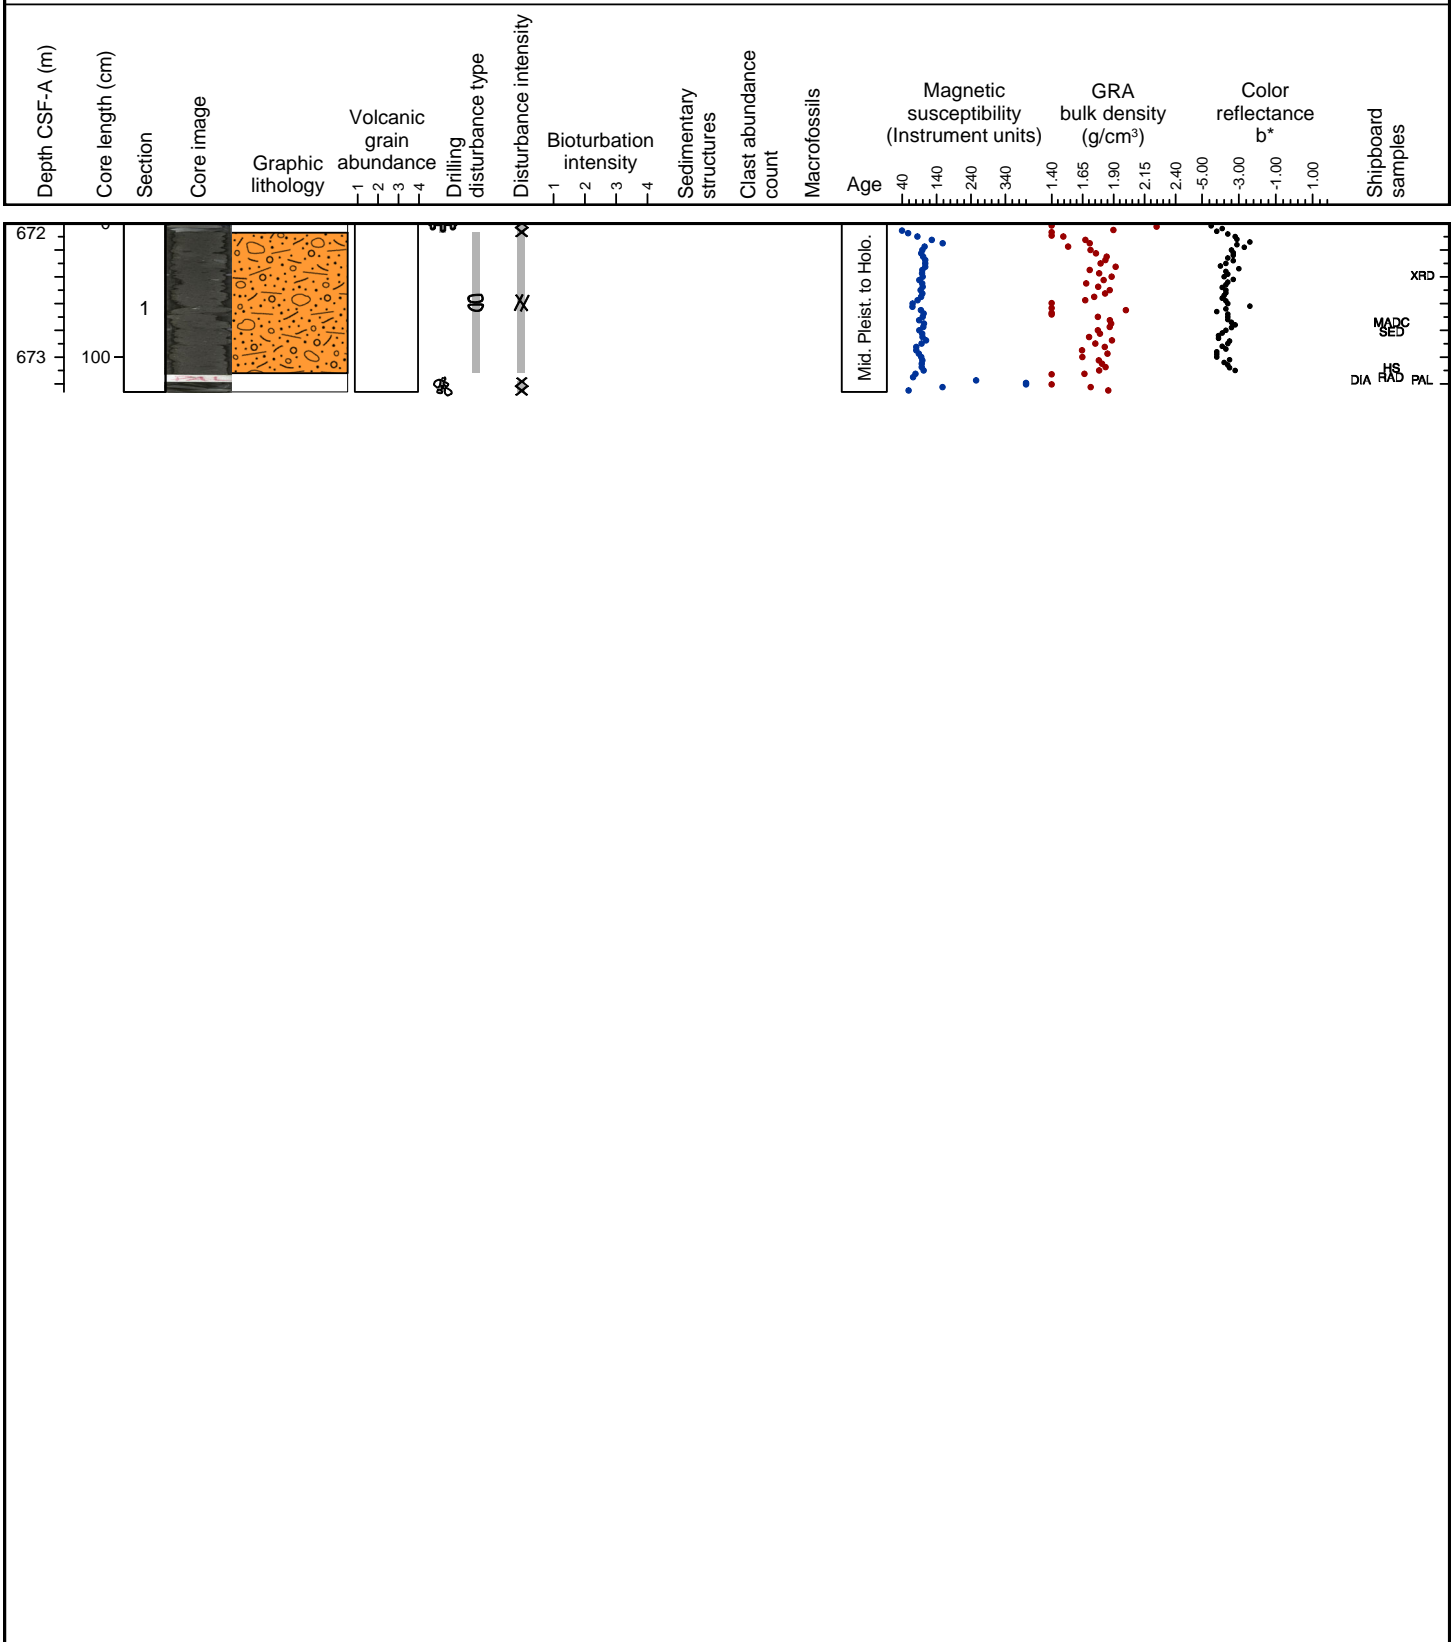 Depth CSF-A (m)
Core length (cm)
Section
Core image
Graphic
lithology
Volcanic
grain
abundance
1 2 3 4
Drilling
disturbance type
Disturbance intensity
Bioturbation
intensity
1 2 3 4
Sedimentary
structures
Clast abundance
count
Macrofossils
Age
Magnetic
susceptibility
(Instrument units)
40 140 240 340
GRA
bulk density
(g/cm³)
1.40 1.65 1.90 2.15 2.40
Color
reflectance
b*
-5.00 -3.00 -1.00 1.00
Shipboard
samples
672
0
1
673
100
PAL
Mid. Pleist. to Holo.
XRD
MADC
SED
HS
DIA RAD PAL